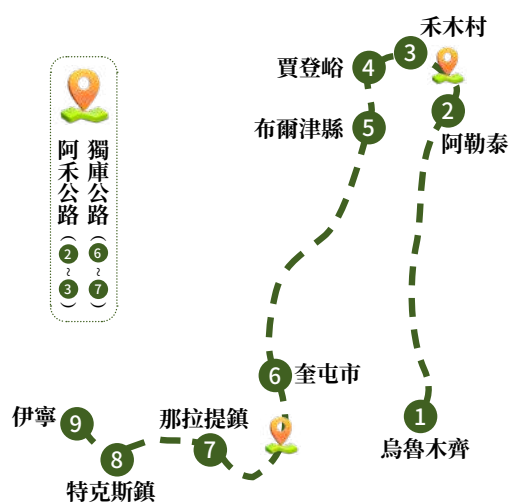 禾木村
3
賈登峪
4
2
阿勒泰
布爾津縣
5
獨庫公路
(6~7)
阿禾公路
(2~3)
6
奎屯市
1
烏魯木齊
伊寧
9
那拉提鎮
7
8
特克斯鎮